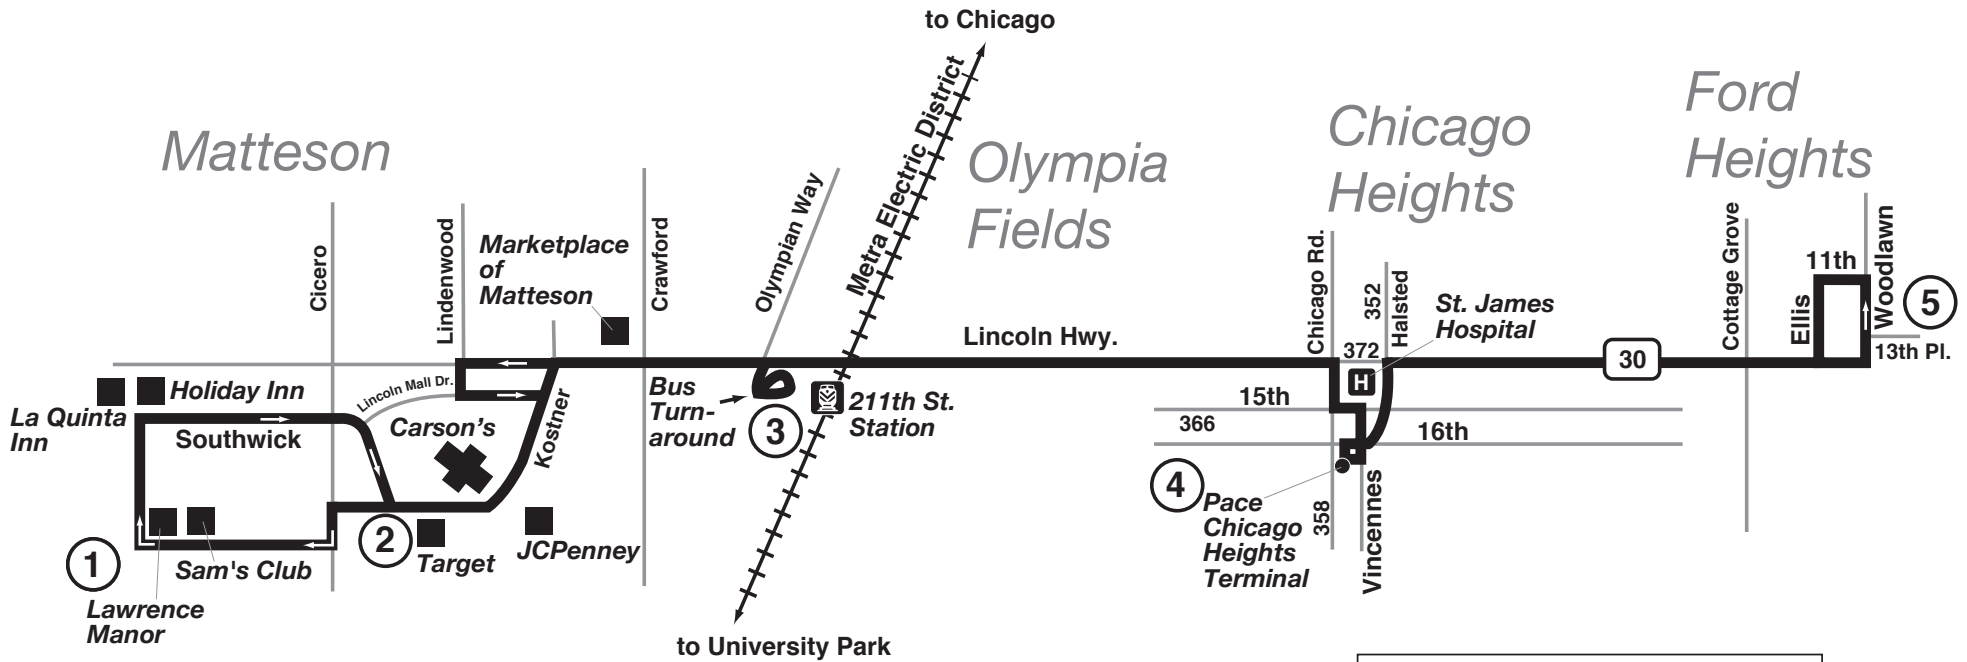 to Chicago
Metra Electric District
Matteson
Olympia
Fields
Chicago
Heights
Ford
Heights
Cicero
Lindenwood
Marketplace
of
Matteson
Crawford
Olympian Way
Lincoln Hwy.
Chicago Rd.
352
Halsted
372
St. James
Hospital
H
30
Cottage Grove
11th
Ellis
Woodlawn
5
13th Pl.
Holiday Inn
La Quinta
Inn
Southwick
Lincoln Mall Dr.
Carson's
Kostner
Bus
Turn-
around
3
211th St.
Station
15th
366
16th
4
Pace
Chicago
Heights
Terminal
358
Vincennes
1
Sam's Club
Lawrence
Manor
2
Target
JCPenney
to University Park